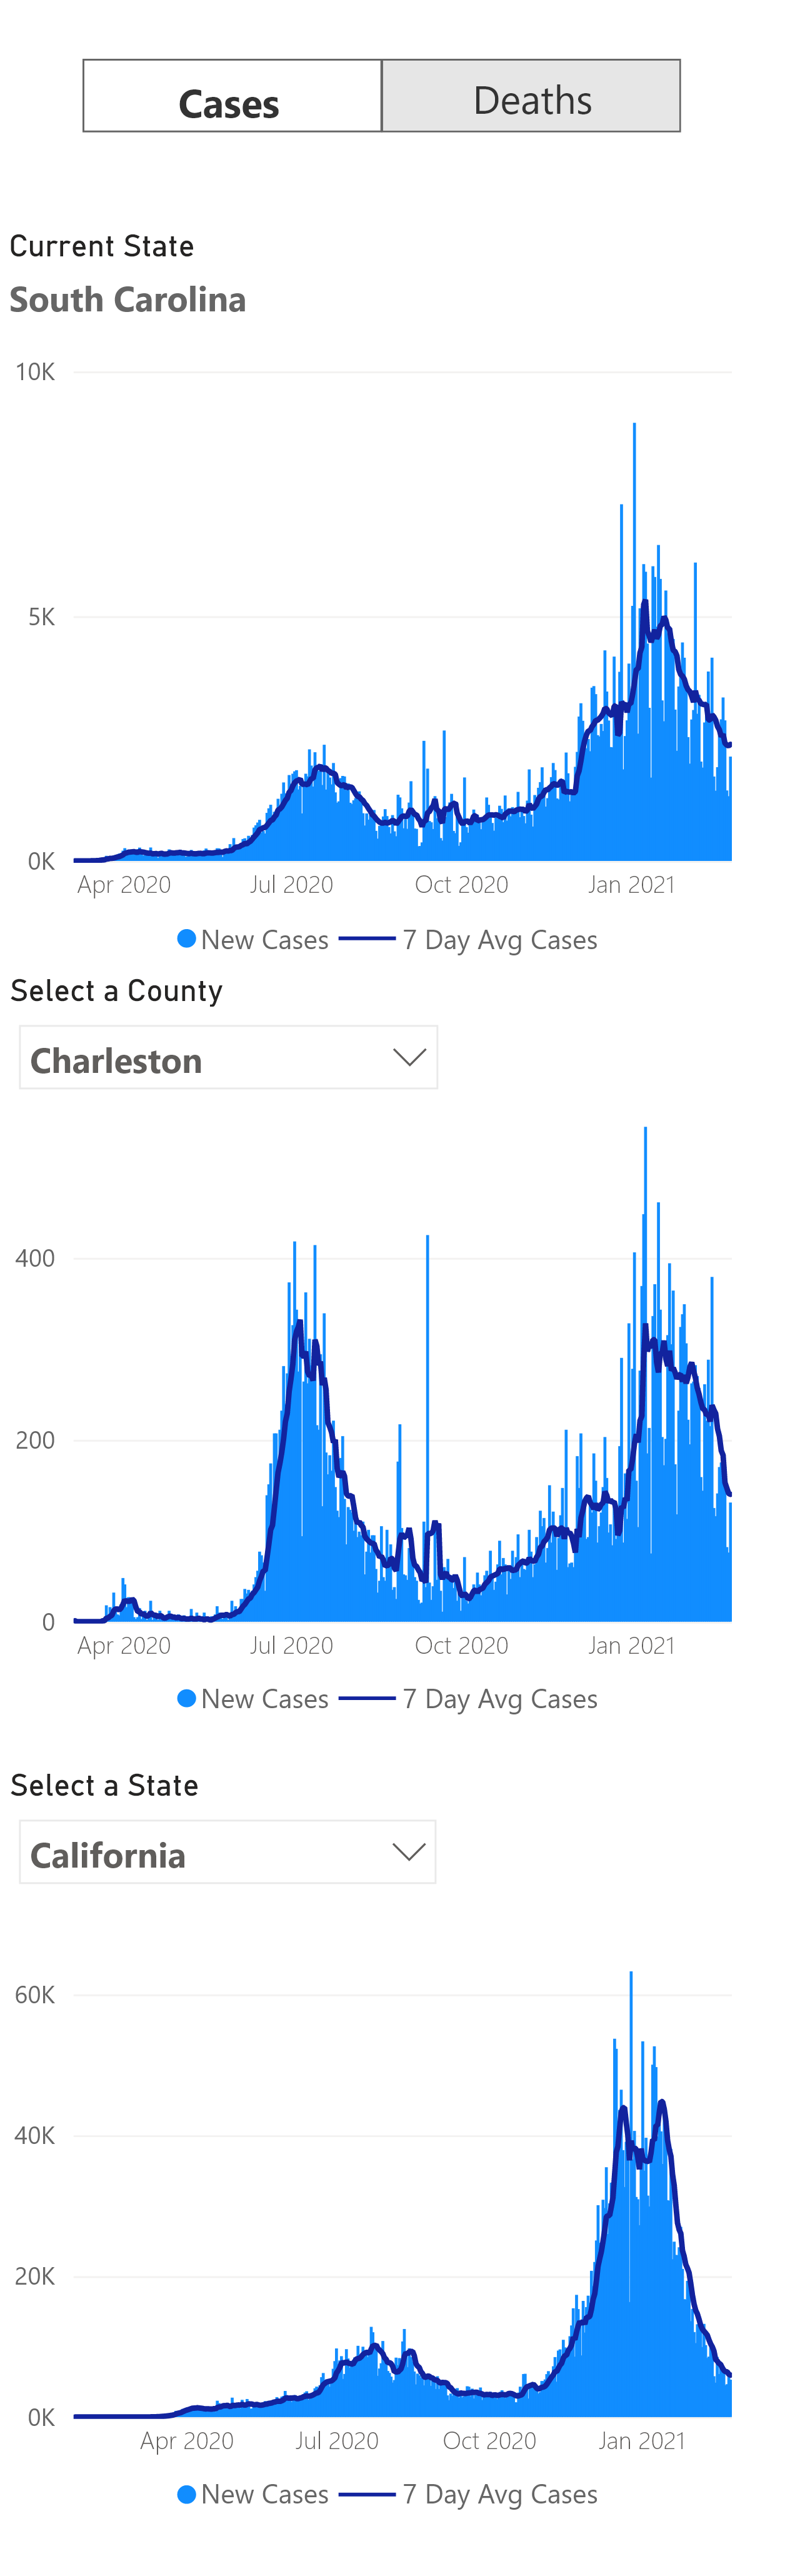 Cases Deaths
Current State
South Carolina
10K
5K
0K
Apr 2020 Jul 2020 Oct 2020 Jan 2021
New Cases 7 Day Avg Cases
Select a County
Charleston
400
200
0
Apr 2020 Jul 2020 Oct 2020 Jan 2021
New Cases 7 Day Avg Cases
Select a State
California
60K
40K
20K
0K
Apr 2020 Jul 2020 Oct 2020 Jan 2021
New Cases 7 Day Avg Cases